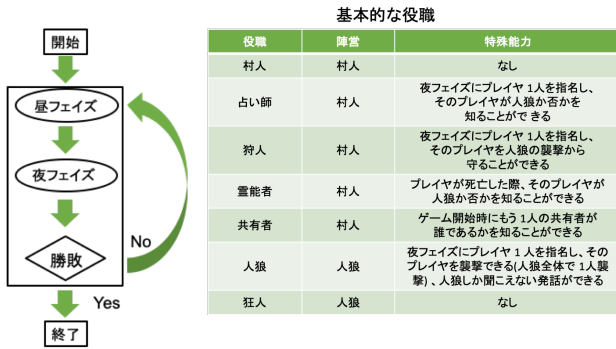 開始
昼フェイズ
夜フェイズ
勝敗
No
Yes
終了
基本的な役職
役職 陣営 特殊能力
村人 村人 なし
占い師 村人 夜フェイズにプレイヤ 1人を指名し、
そのプレイヤが人狼か否かを
知ることがで きる
狩人 村人 夜フェイズにプレイヤ 1人を指名し、
そのプレイヤを人狼の襲撃から
守ることができる
霊能者 村人 プレイヤが死亡した際、そのプレイヤが
人狼か否かを知ることができる
共有者 村人 ゲーム開始時にもう 1人の共有者が
誰であるかを知ることができる
人狼 人狼 夜フェイズにプレイヤ 1 人を指名し、その
プレイヤを襲撃できる(人狼全体で 1人襲
撃) 、人狼しか聞こえない発話ができる
狂人 人狼 なし